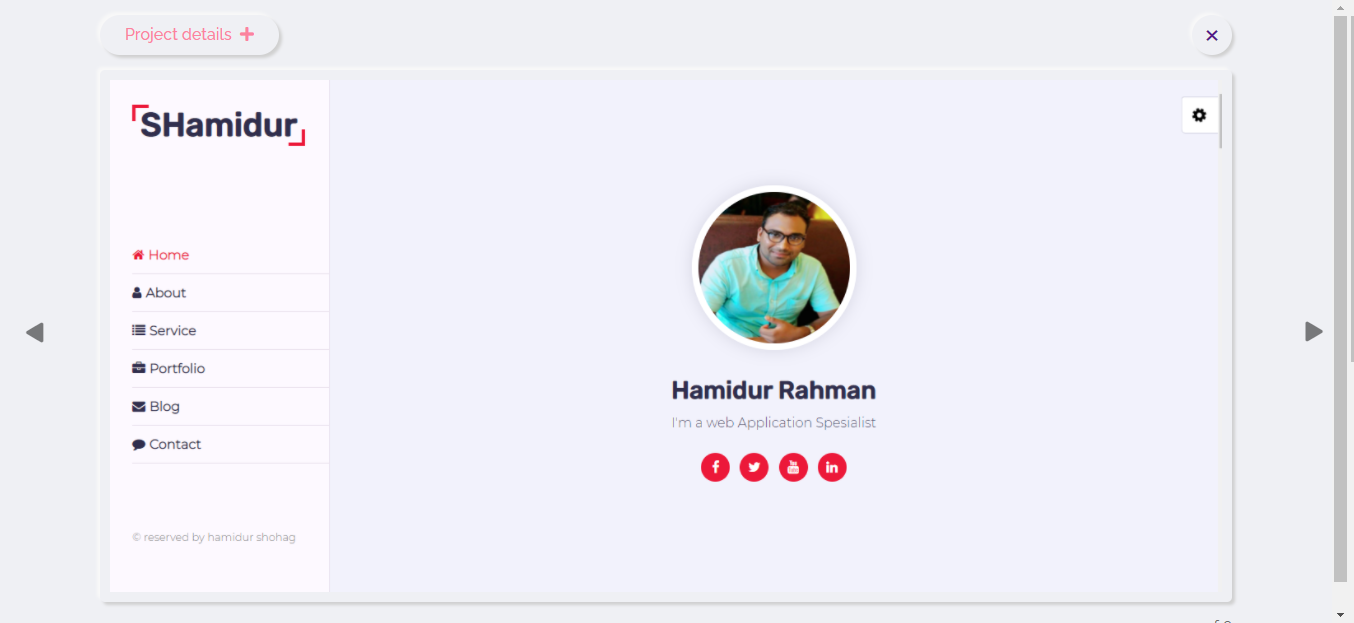 Project details +
SHamidur
Home
About
Service
Portfolio
Blog
Contact
© reserved by hamidur shohag
Hamidur Rahman
I'm a web Application Spesialist